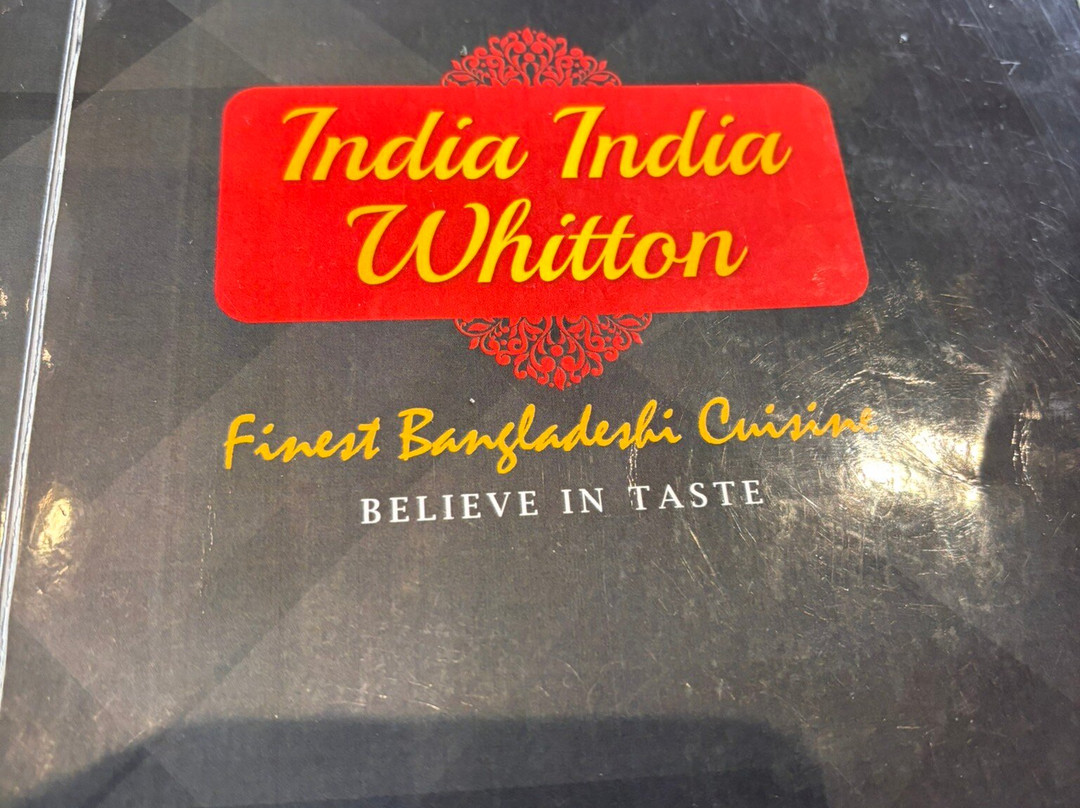 India India
Whitton
Finest Bangladeshi Cuisine
BELIEVE IN TASTE